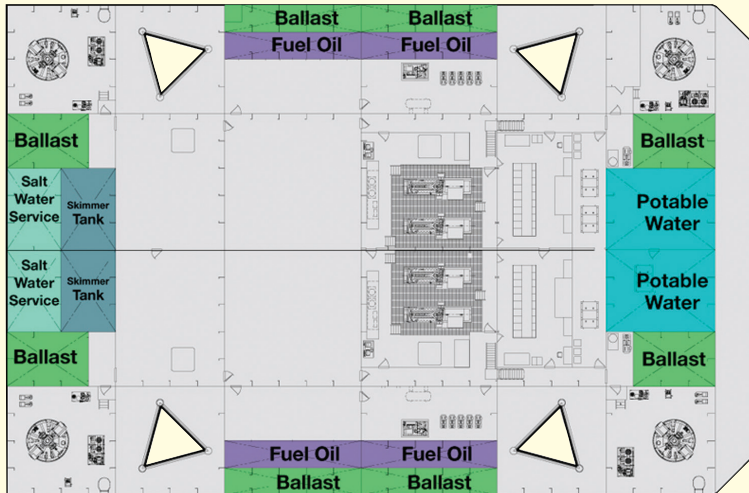 Ballast
Ballast
Fuel Oil
Fuel Oil
Ballast
Ballast
Salt
Water
Service
Skimmer
Tank
Potable
Water
Salt
Water
Service
Skimmer
Tank
Potable
Water
Ballast
Ballast
Fuel Oil
Fuel Oil
Ballast
Ballast